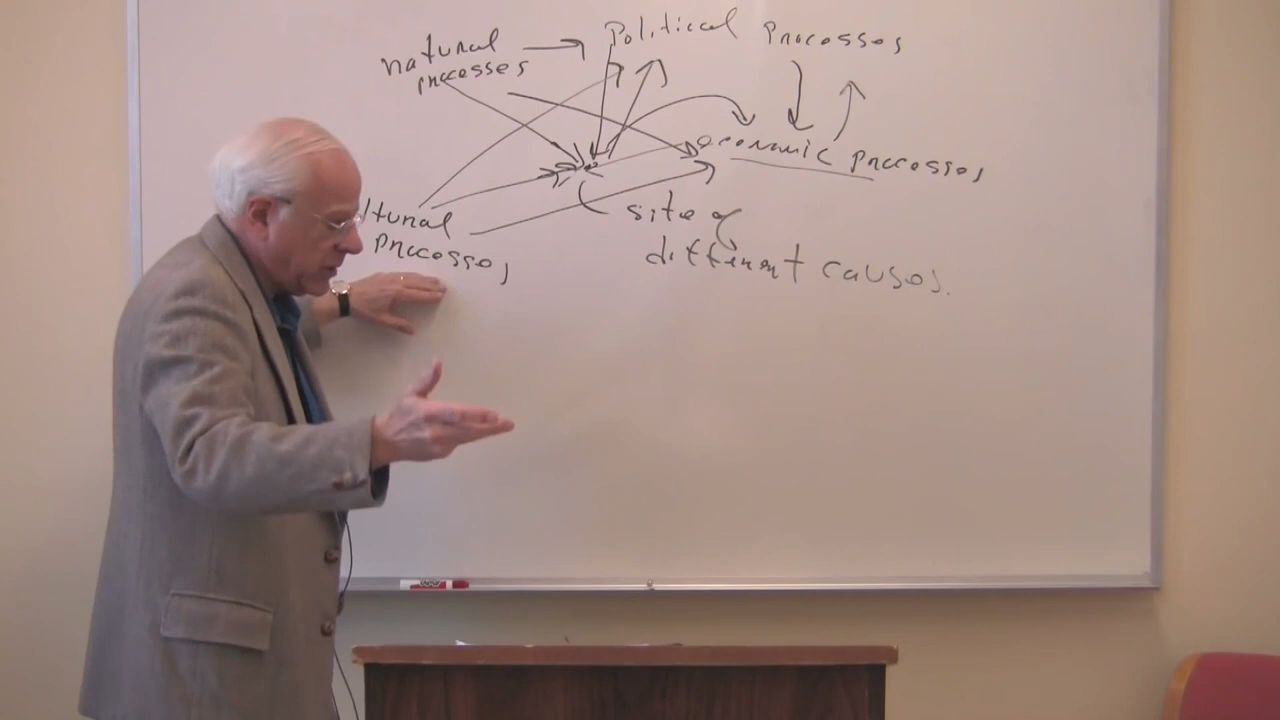 natural
processes
Political Processes
economic processes
ltural
processes
site of
different causes.